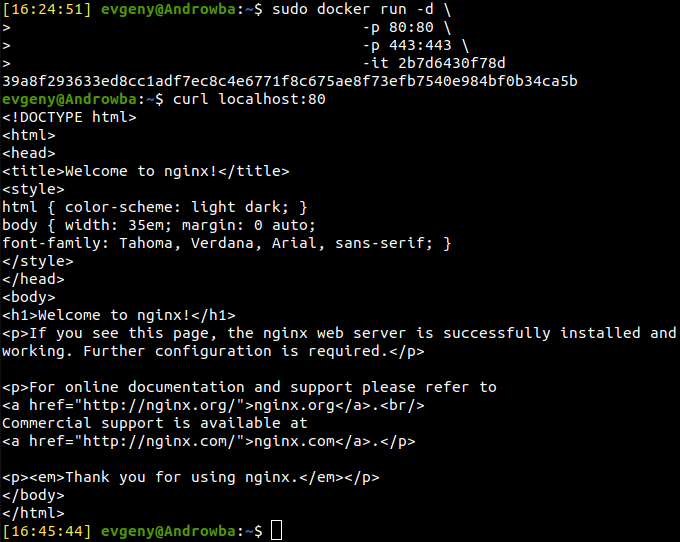 [16:24:51] evgeny@Androwba:~$ sudo docker run -d \
> -p 80:80 \
> -p 443:443 \
> -it 2b7d6430f78d
39a8f293633ed8cc1adf7ec8c4e6771f8c675ae8f73efb7540e984bf0b34ca5b
evgeny@Androwba:~$ curl localhost:80
<!DOCTYPE html>
<html>
<head>
<title>Welcome to nginx!</title>
<style>
html { color-scheme: light dark; }
body { width: 35em; margin: 0 auto;
font-family: Tahoma, Verdana, Arial, sans-serif; }
</style>
</head>
<body>
<h1>Welcome to nginx!</h1>
<p>If you see this page, the nginx web server is successfully installed and
working. Further configuration is required.</p>

<p>For online documentation and support please refer to
<a href="http://nginx.org/">nginx.org</a>.<br/>
Commercial support is available at
<a href="http://nginx.com/">nginx.com</a>.</p>

<p><em>Thank you for using nginx.</em></p>
</body>
</html>
[16:45:44] evgeny@Androwba:~$